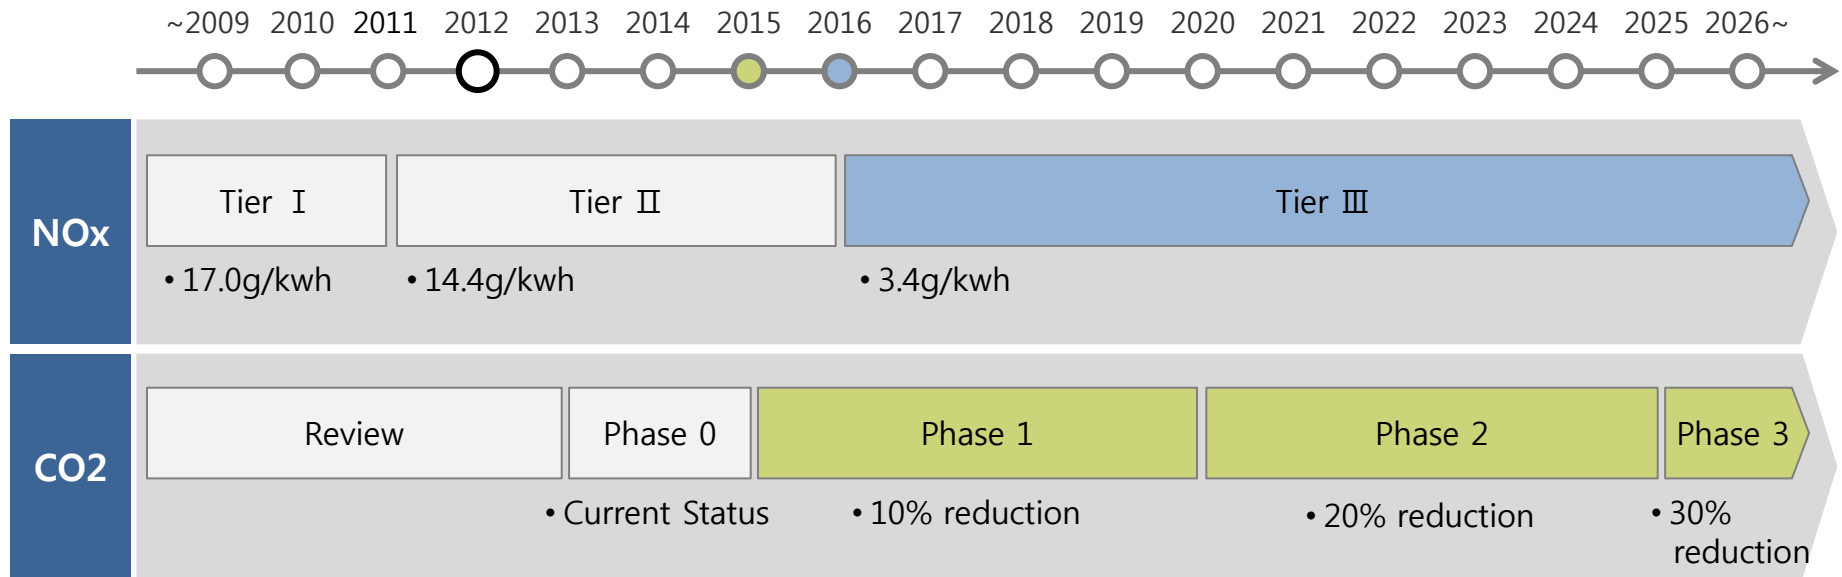 ~2009 2010 2011 2012 2013 2014 2015 2016 2017 2018 2019 2020 2021 2022 2023 2024 2025 2026~
NOx
Tier Ⅰ
Tier Ⅱ
Tier Ⅲ
• 17.0g/kwh
• 14.4g/kwh
• 3.4g/kwh
CO2
Review
Phase 0
Phase 1
Phase 2
Phase 3
• Current Status
• 10% reduction
• 20% reduction
• 30%
reduction